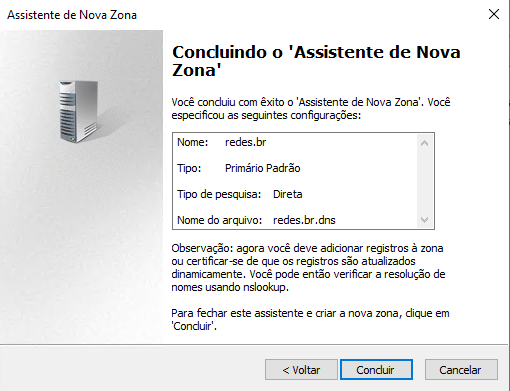 Assistente de Nova Zona
Concluindo o 'Assistente de Nova
Zona'
Você concluiu com êxito o 'Assistente de Nova Zona'. Você
especificou as seguintes configurações:
Nome: redes.br
Tipo: Primário Padrão
Tipo de pesquisa: Direta
Nome do arquivo: redes.br.dns
Observação: agora você deve adicionar registros à zona
ou certificar-se de que os registros são atualizados
dinamicamente. Você pode então verificar a resolução de
nomes usando nslookup.
Para fechar este assistente e criar a nova zona, clique em
'Concluir'.
< Voltar
Concluir
Cancelar